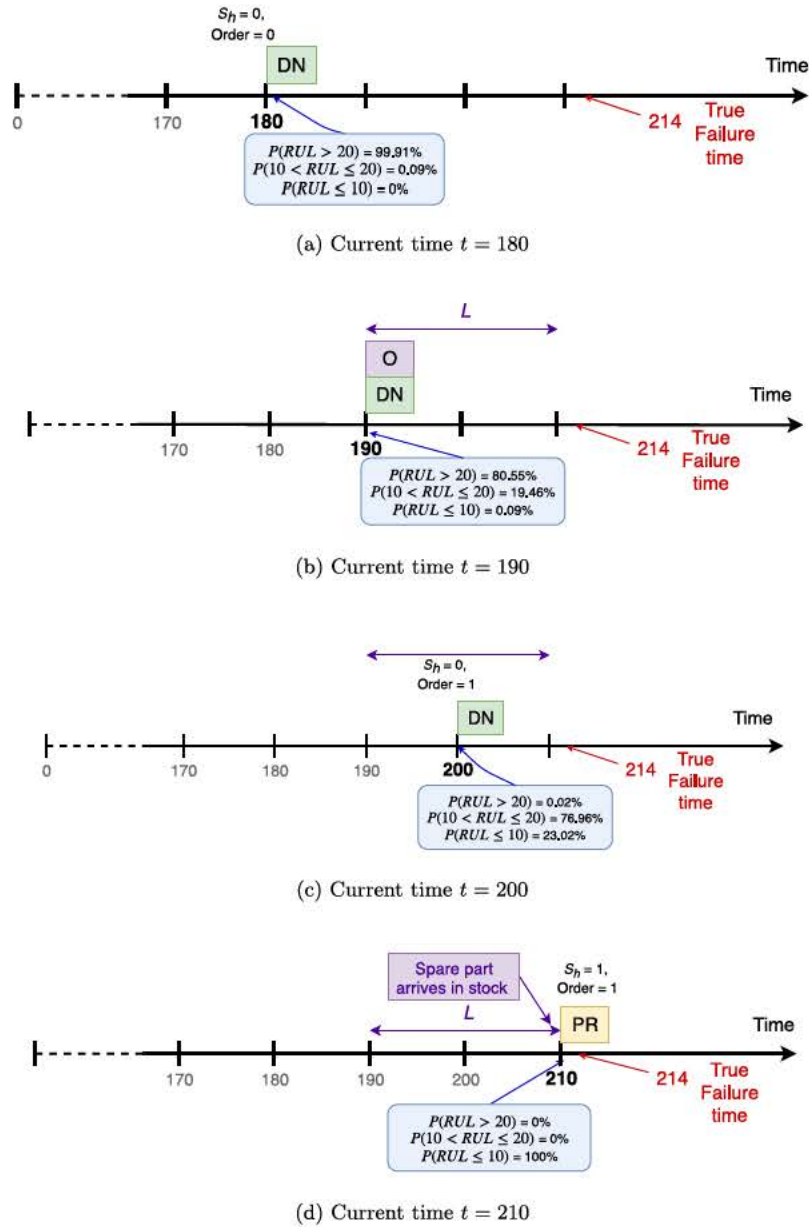 S_h = 0,
Order = 0
DN
Time
0
170
180
214
True
Failure
time
P(RUL > 20) = 99.91%
P(10 < RUL ≤ 20) = 0.09%
P(RUL ≤ 10) = 0%
(a) Current time t = 180
L
O
DN
Time
170
180
190
214
True
Failure
time
P(RUL > 20) = 80.55%
P(10 < RUL ≤ 20) = 19.46%
P(RUL ≤ 10) = 0.09%
(b) Current time t = 190
S_h = 0,
Order = 1
DN
Time
0
170
180
190
200
214
True
Failure
time
P(RUL > 20) = 0.02%
P(10 < RUL ≤ 20) = 76.96%
P(RUL ≤ 10) = 23.02%
(c) Current time t = 200
Spare part
arrives in stock
S_h = 1,
Order = 1
L
PR
Time
170
180
190
200
210
214
True
Failure
time
P(RUL > 20) = 0%
P(10 < RUL ≤ 20) = 0%
P(RUL ≤ 10) = 100%
(d) Current time t = 210